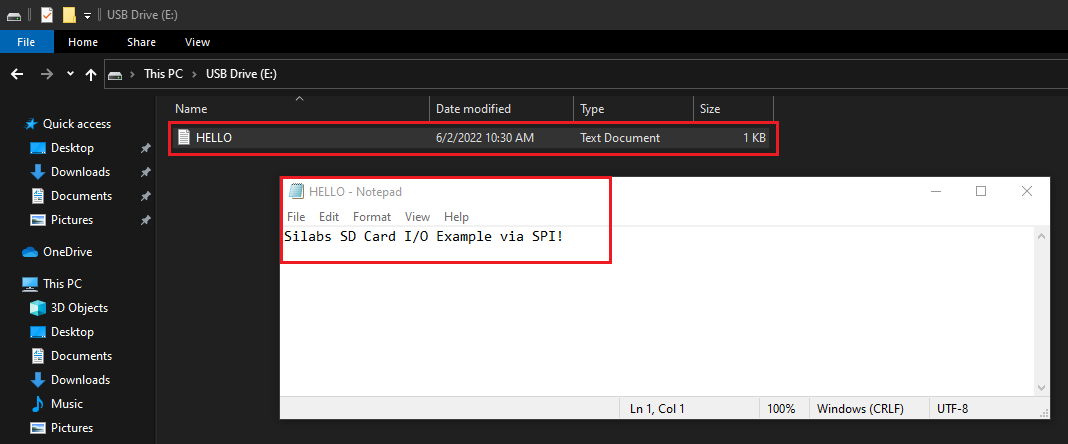 USB Drive (E:)
File Home Share View
This PC > USB Drive (E:)
Name Date modified Type Size
Quick access
HELLO 6/2/2022 10:30 AM Text Document 1 KB
Desktop
Downloads
Documents
Pictures
OneDrive
This PC
3D Objects
Desktop
Documents
Downloads
Music
Pictures
HELLO - Notepad
File Edit Format View Help
Silabs SD Card I/O Example via SPI!
Ln 1, Col 1 100% Windows (CRLF) UTF-8